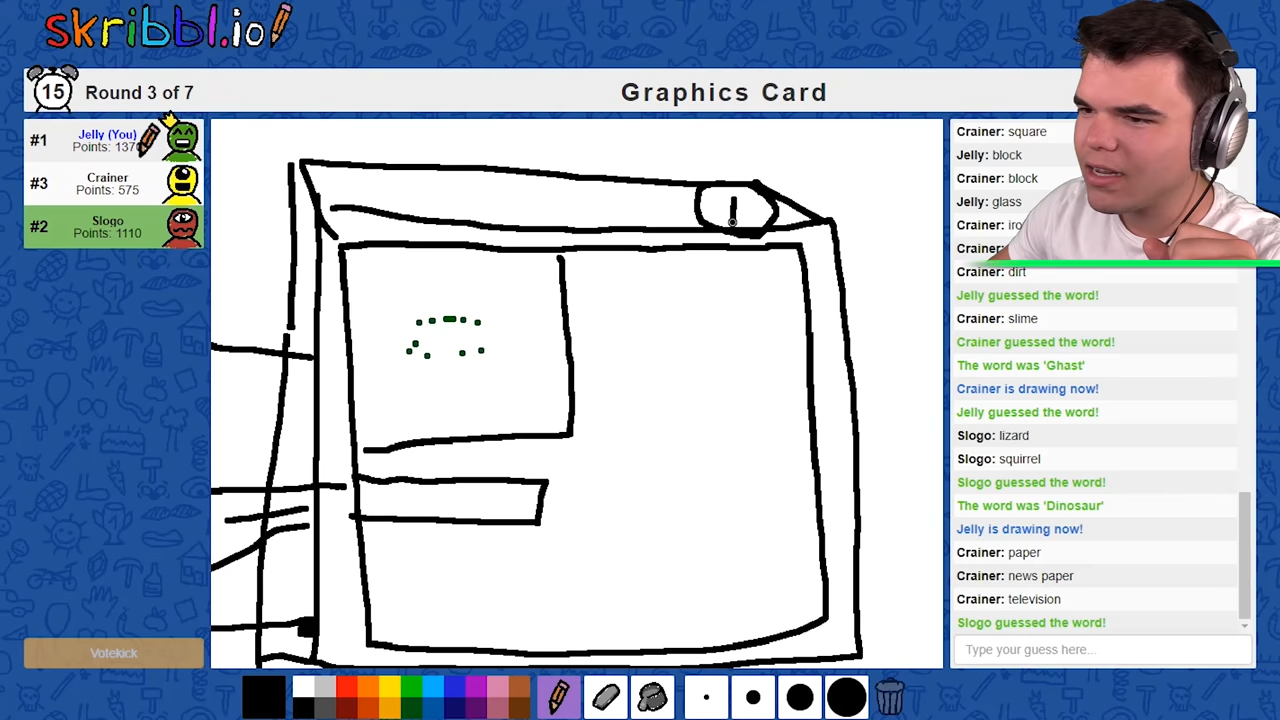 skribbl.io
15
Round 3 of 7
Graphics Card
#1
Jelly (You)
Points: 1370
#3
Crainer
Points: 575
#2
Slogo
Points: 1110
Votekick
Crainer: square
Jelly: block
Crainer: block
Jelly: glass
Crainer:
Crainer:
dirt
Jelly guessed the word!
Crainer: slime
Crainer guessed the word!
The word was 'Ghast'
Crainer is drawing now!
Jelly guessed the word!
Slogo: lizard
Slogo: squirrel
Slogo guessed the word!
The word was 'Dinosaur'
Jelly is drawing now!
Crainer: paper
Crainer: news paper
Crainer: television
Slogo guessed the word!
Type your guess here...